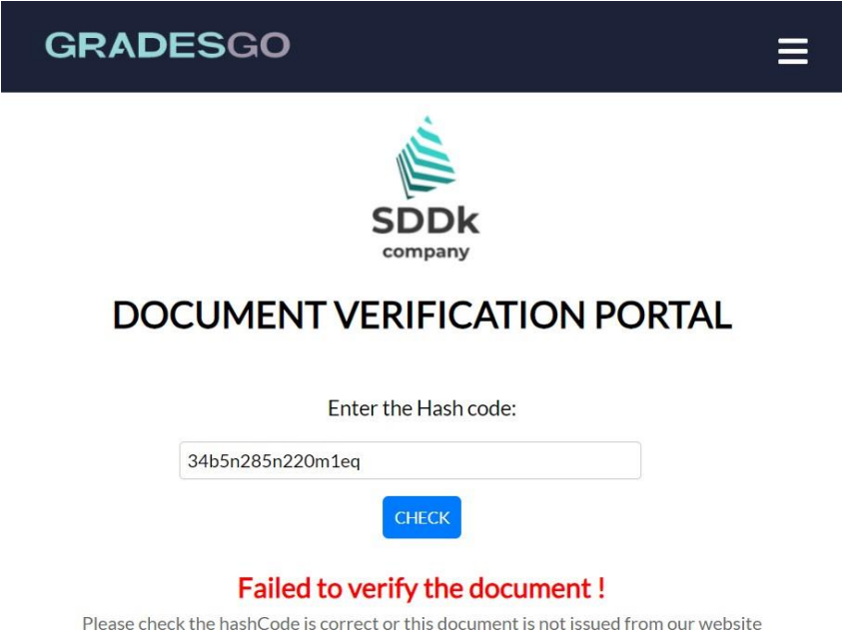 GRADESGO
SDDk
company
DOCUMENT VERIFICATION PORTAL
Enter the Hash code:
34b5n285n220m1eq
CHECK
Failed to verify the document !
Please check the hashCode is correct or this document is not issued from our website